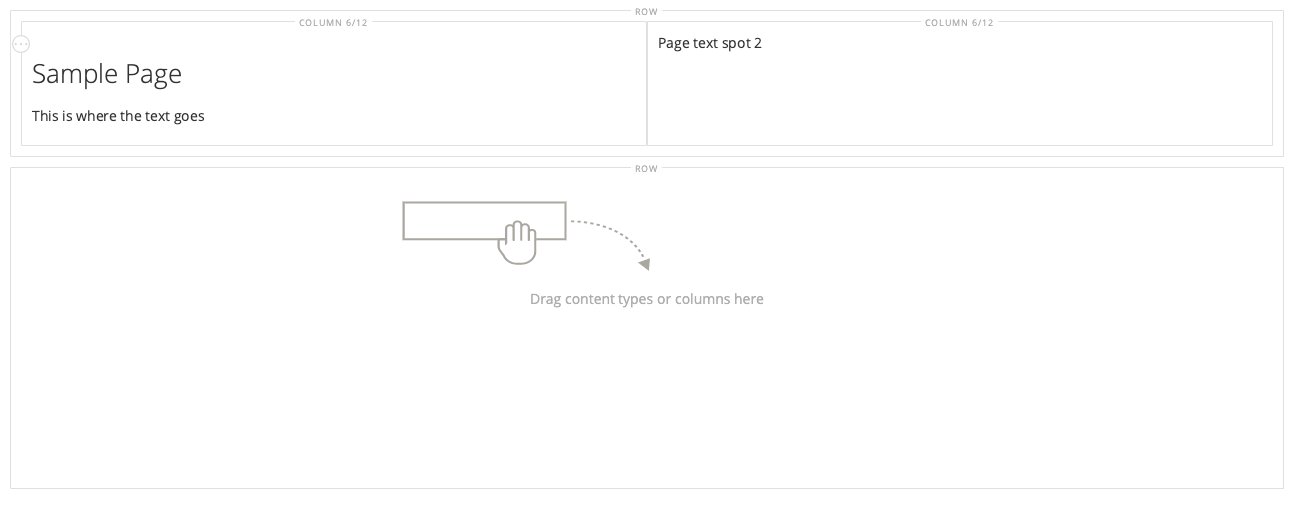 ROW
COLUMN 6/12
COLUMN 6/12
Sample Page
This is where the text goes
Page text spot 2
ROW
Drag content types or columns here